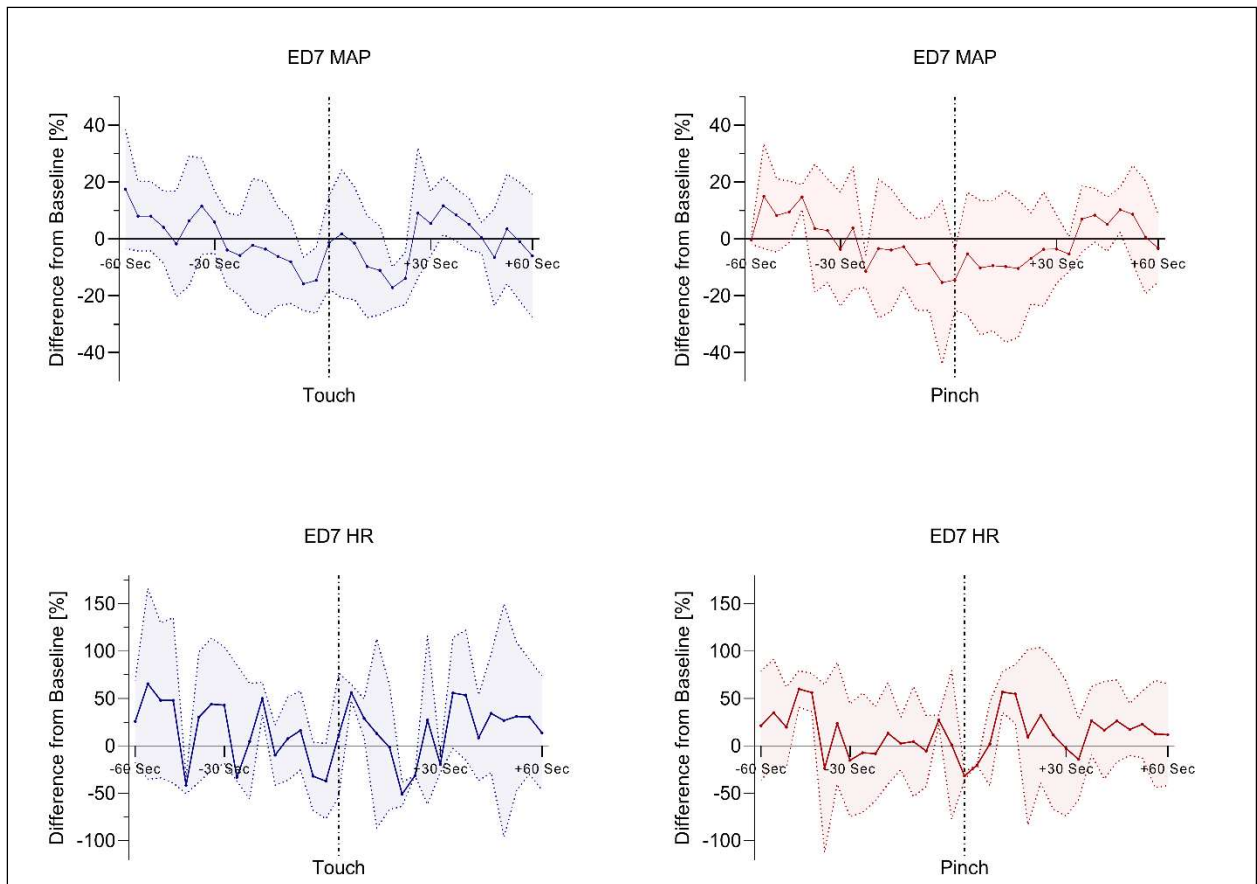 ED7 MAP
Difference from Baseline [%]
40
20
0
-20
-40
-60 Sec
-30 Sec
+30 Sec
+60 Sec
Touch
ED7 MAP
Difference from Baseline [%]
40
20
0
-20
-40
-60 Sec
-30 Sec
+30 Sec
+60 Sec
Pinch
ED7 HR
Difference from Baseline [%]
150
100
50
0
-50
-100
-60 Sec
-30 Sec
+30 Sec
+60 Sec
Touch
ED7 HR
Difference from Baseline [%]
150
100
50
0
-50
-100
-60 Sec
-30 Sec
+30 Sec
+60 Sec
Pinch